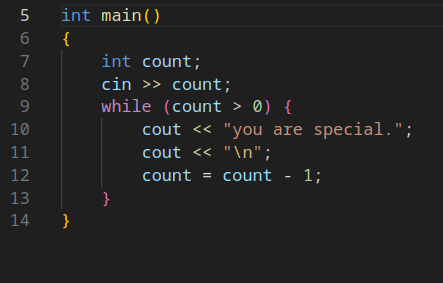 5 int main()
6 {
7     int count;
8     cin >> count;
9     while (count > 0) {
10         cout << "you are special.";
11         cout << "\n";
12         count = count - 1;
13     }
14 }